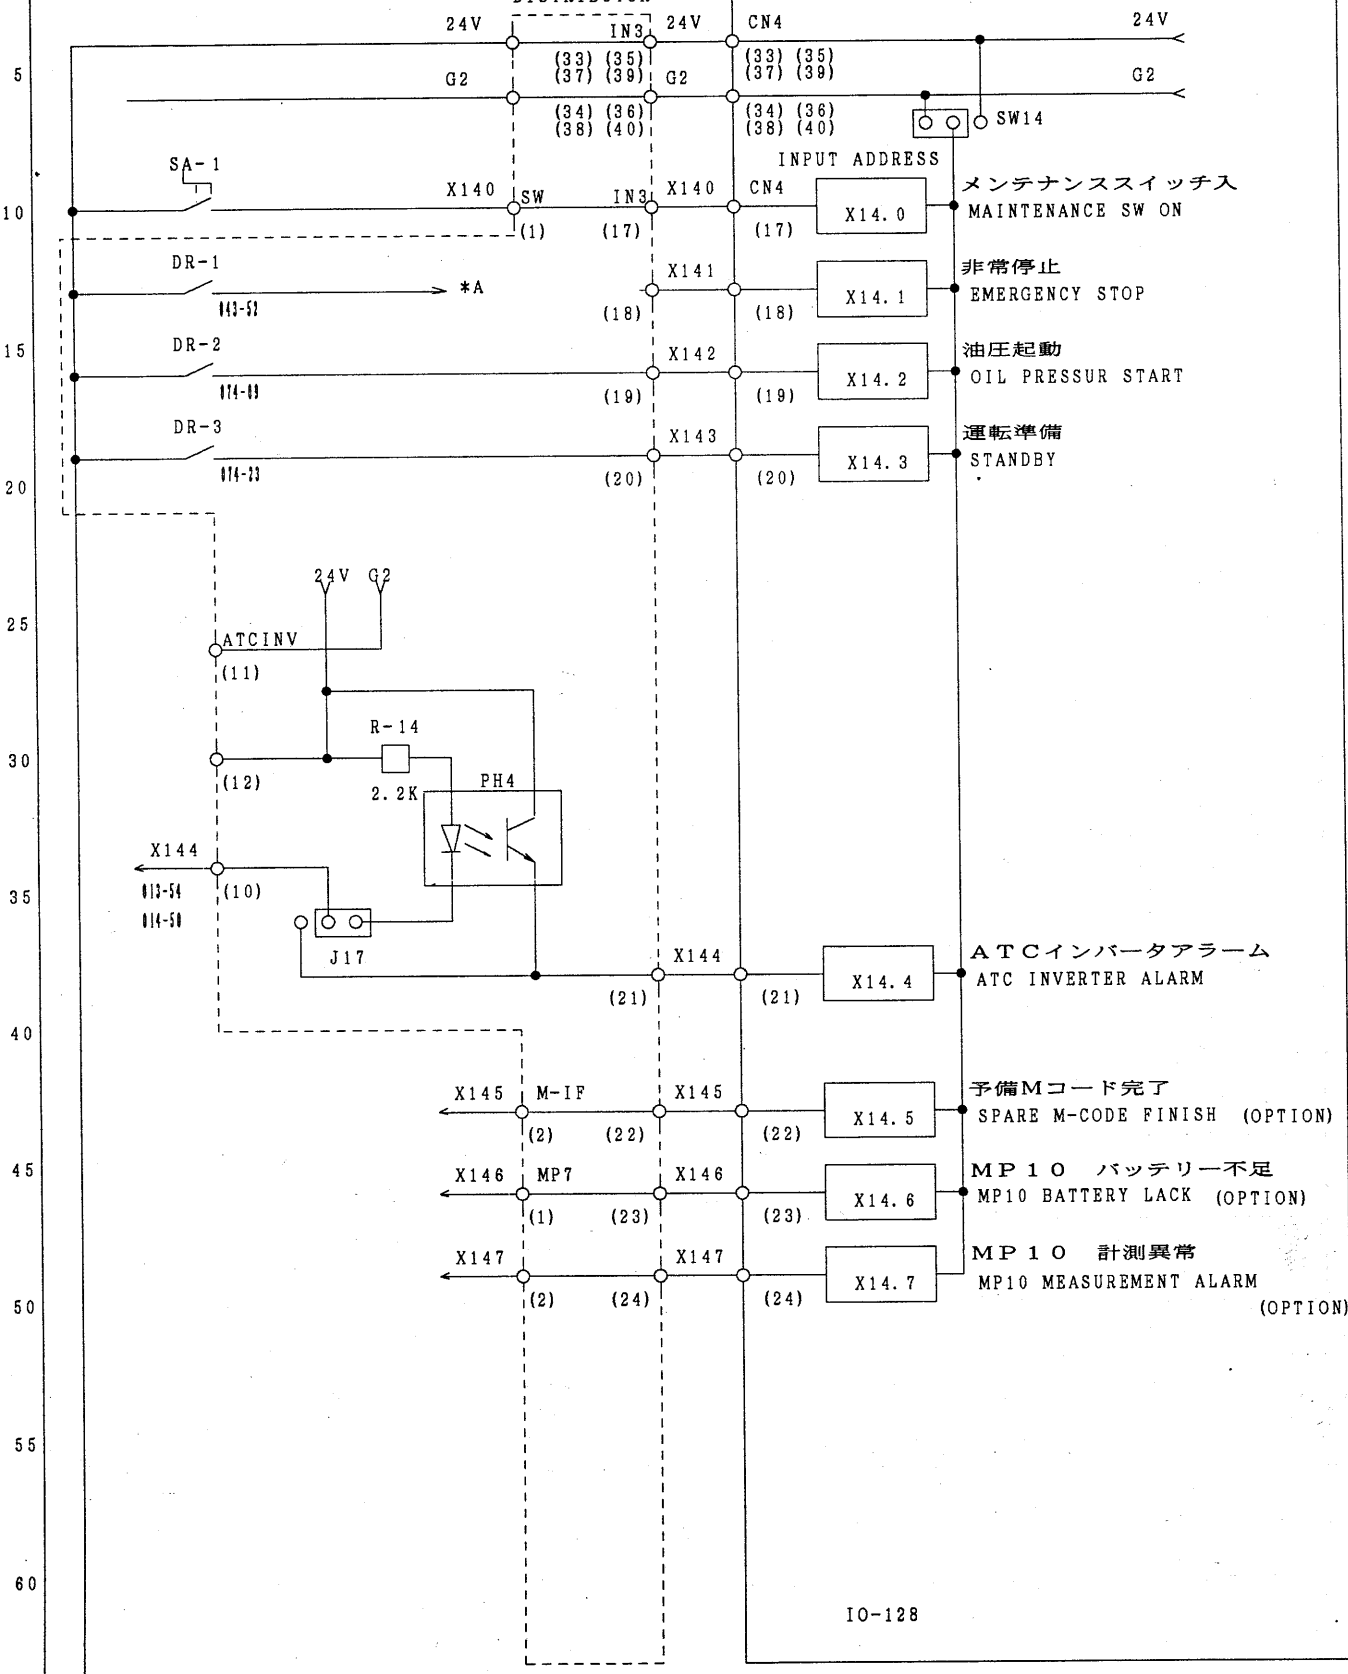 24V IN3 24V CN4 24V
5
(33) (35) (33) (35)
(37) (39) (37) (39)
G2 G2 G2
(34) (36) (34) (36)
(38) (40) (38) (40)
SW14
INPUT ADDRESS
SA-1
10
X140 SW IN3 X140 CN4 X14.0 メンテナンススイッチ入
MAINTENANCE SW ON
(1) (17) (17)
DR-1 *A X141 X14.1 非常停止
EMERGENCY STOP
043-52 (18) (18)
15
DR-2 X142 X14.2 油圧起動
OIL PRESSUR START
074-09 (19) (19)
DR-3 X143 X14.3 運転準備
STANDBY
074-23 (20) (20)
20
24V G2
25
ATCINV
(11)
R-14
30
(12) 2.2K PH4
X144
013-54 (10)
35
014-50
J17
X144 X14.4 ATCインバータアラーム
ATC INVERTER ALARM
(21) (21)
40
X145 M-IF X145 X14.5 予備Mコード完了
SPARE M-CODE FINISH (OPTION)
(2) (22) (22)
45
X146 MP7 X146 X14.6 MP10 バッテリー不足
MP10 BATTERY LACK (OPTION)
(1) (23) (23)
X147 X147 X14.7 MP10 計測異常
MP10 MEASUREMENT ALARM
(2) (24) (24)
(OPTION)
50
55
60
IO-128